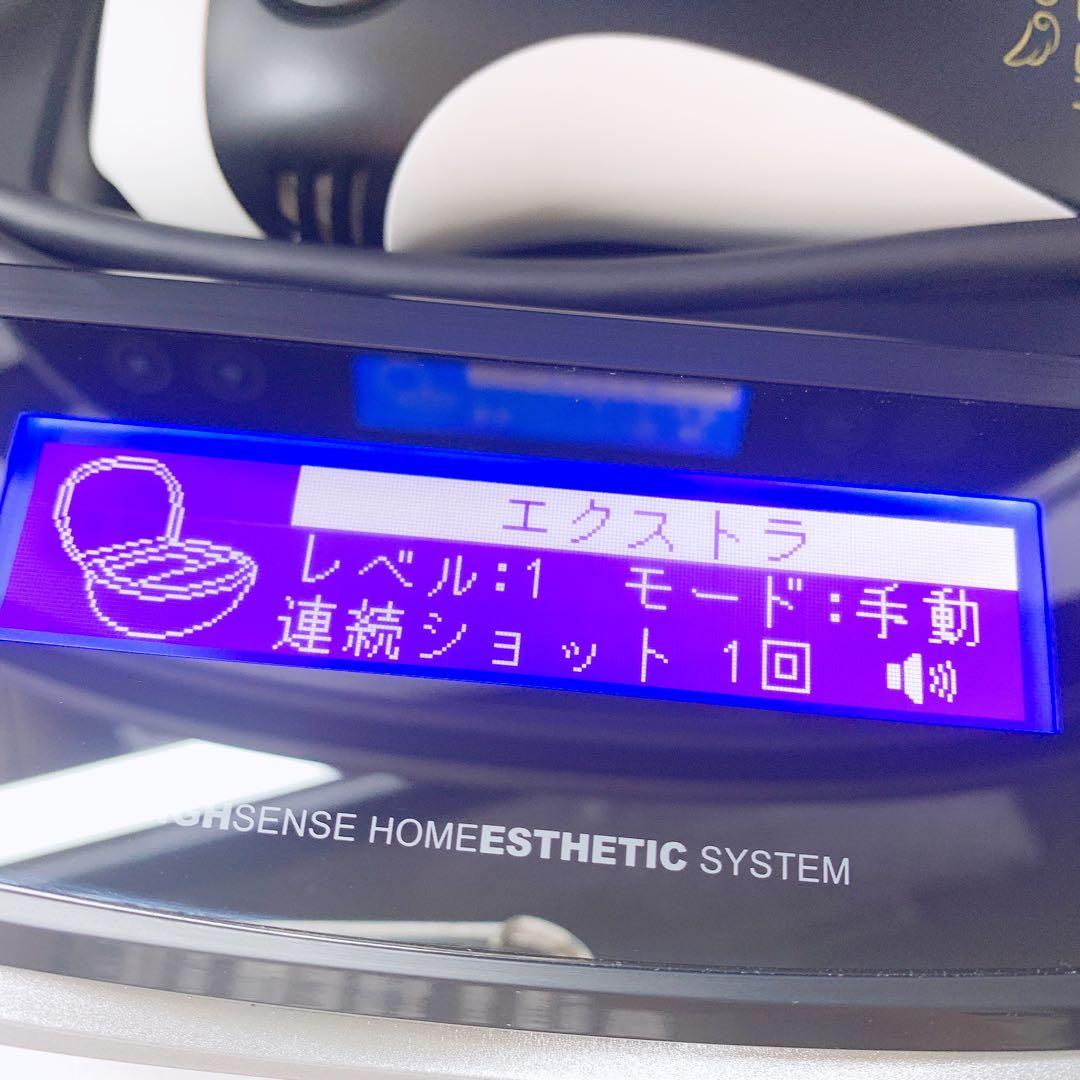 エクストラ
レベル:1 モード:手動
連続ショット 1回
HIGHSENSE HOMEESTHETIC SYSTEM